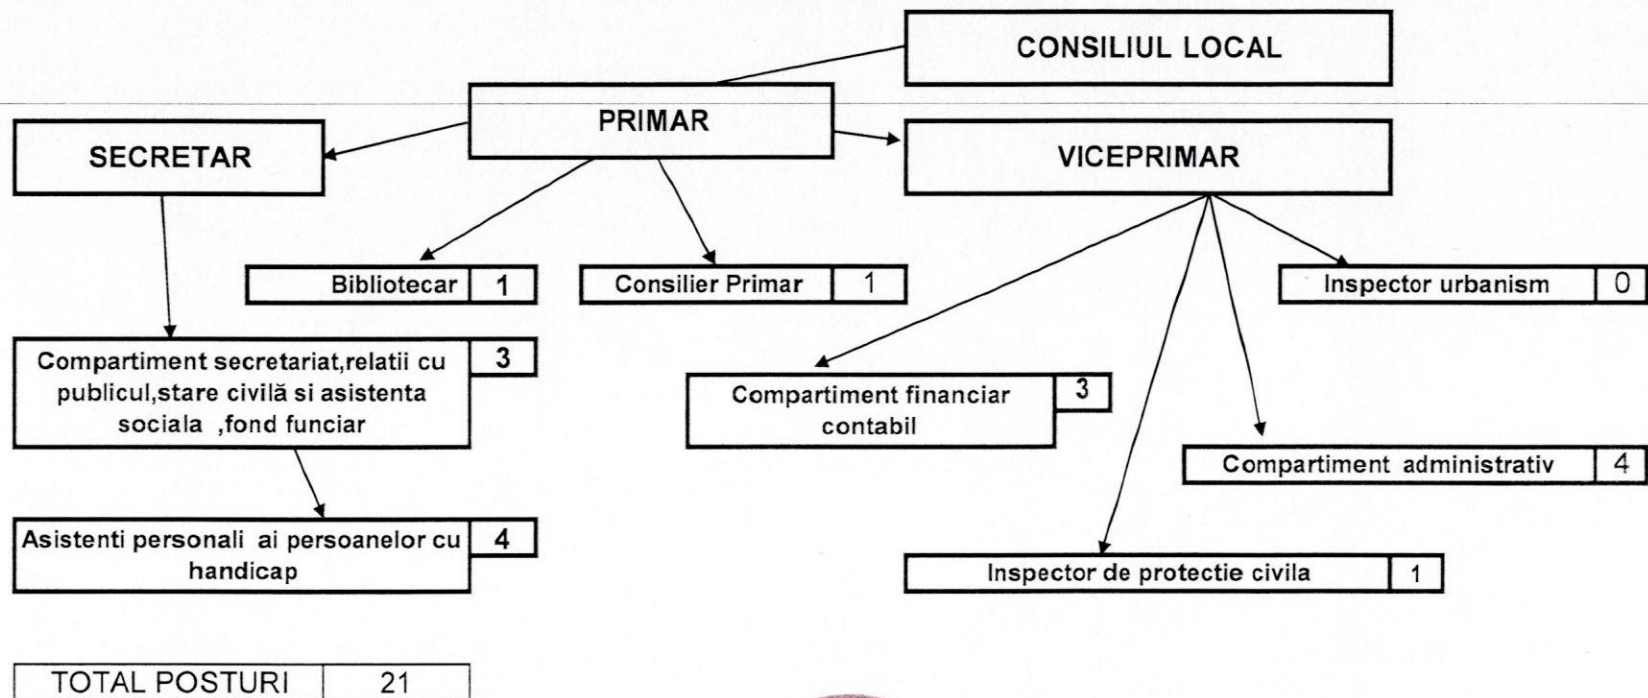 CONSILIUL LOCAL
PRIMAR
SECRETAR
VICEPRIMAR
Bibliotecar 1
Consilier Primar 1
Inspector urbanism 0
Compartiment secretariat,relatii cu
publicul,stare civilă si asistenta
sociala ,fond funciar
3
Compartiment financiar
contabil
3
Compartiment administrativ 4
Asistenti personali ai persoanelor cu
handicap
4
Inspector de protectie civila 1
TOTAL POSTURI 21